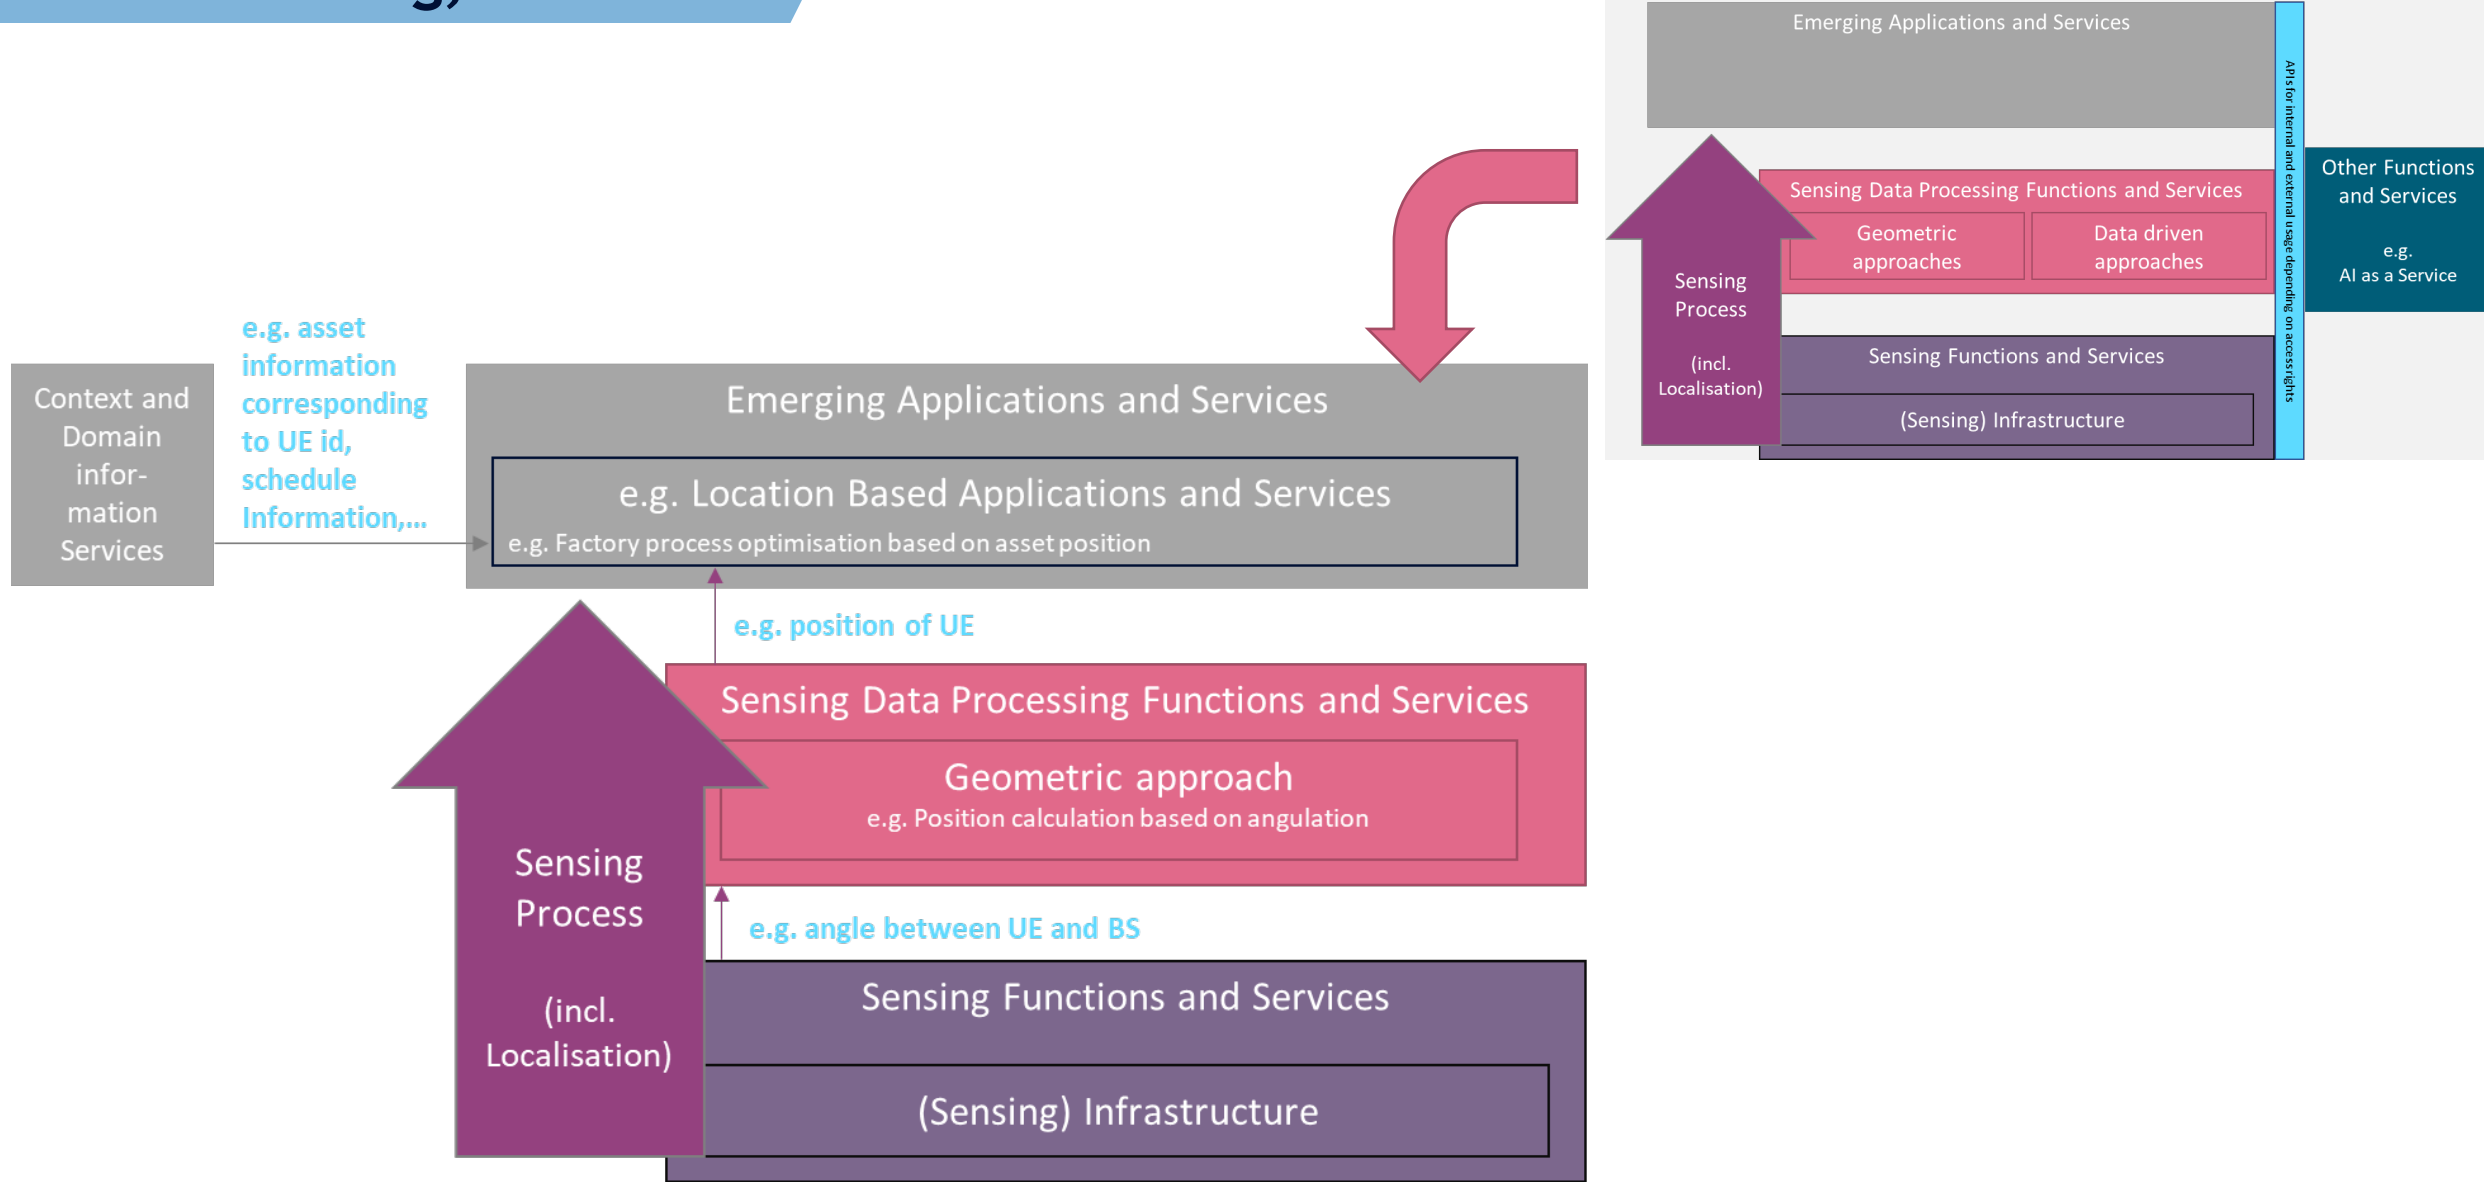 Emerging Applications and Services
APIs for internal and external usage depending on access rights
Other Functions
and Services
e.g.
AI as a Service
Sensing Data Processing Functions and Services
Geometric
approaches
Data driven
approaches
Sensing
Process
(incl.
Localisation)
Sensing Functions and Services
(Sensing) Infrastructure
Context and
Domain
infor-
mation
Services
e.g. asset
information
corresponding
to UE id,
schedule
Information,...
Emerging Applications and Services
e.g. Location Based Applications and Services
e.g. Factory process optimisation based on asset position
e.g. position of UE
Sensing Data Processing Functions and Services
Geometric approach
e.g. Position calculation based on angulation
Sensing
Process
(incl.
Localisation)
e.g. angle between UE and BS
Sensing Functions and Services
(Sensing) Infrastructure